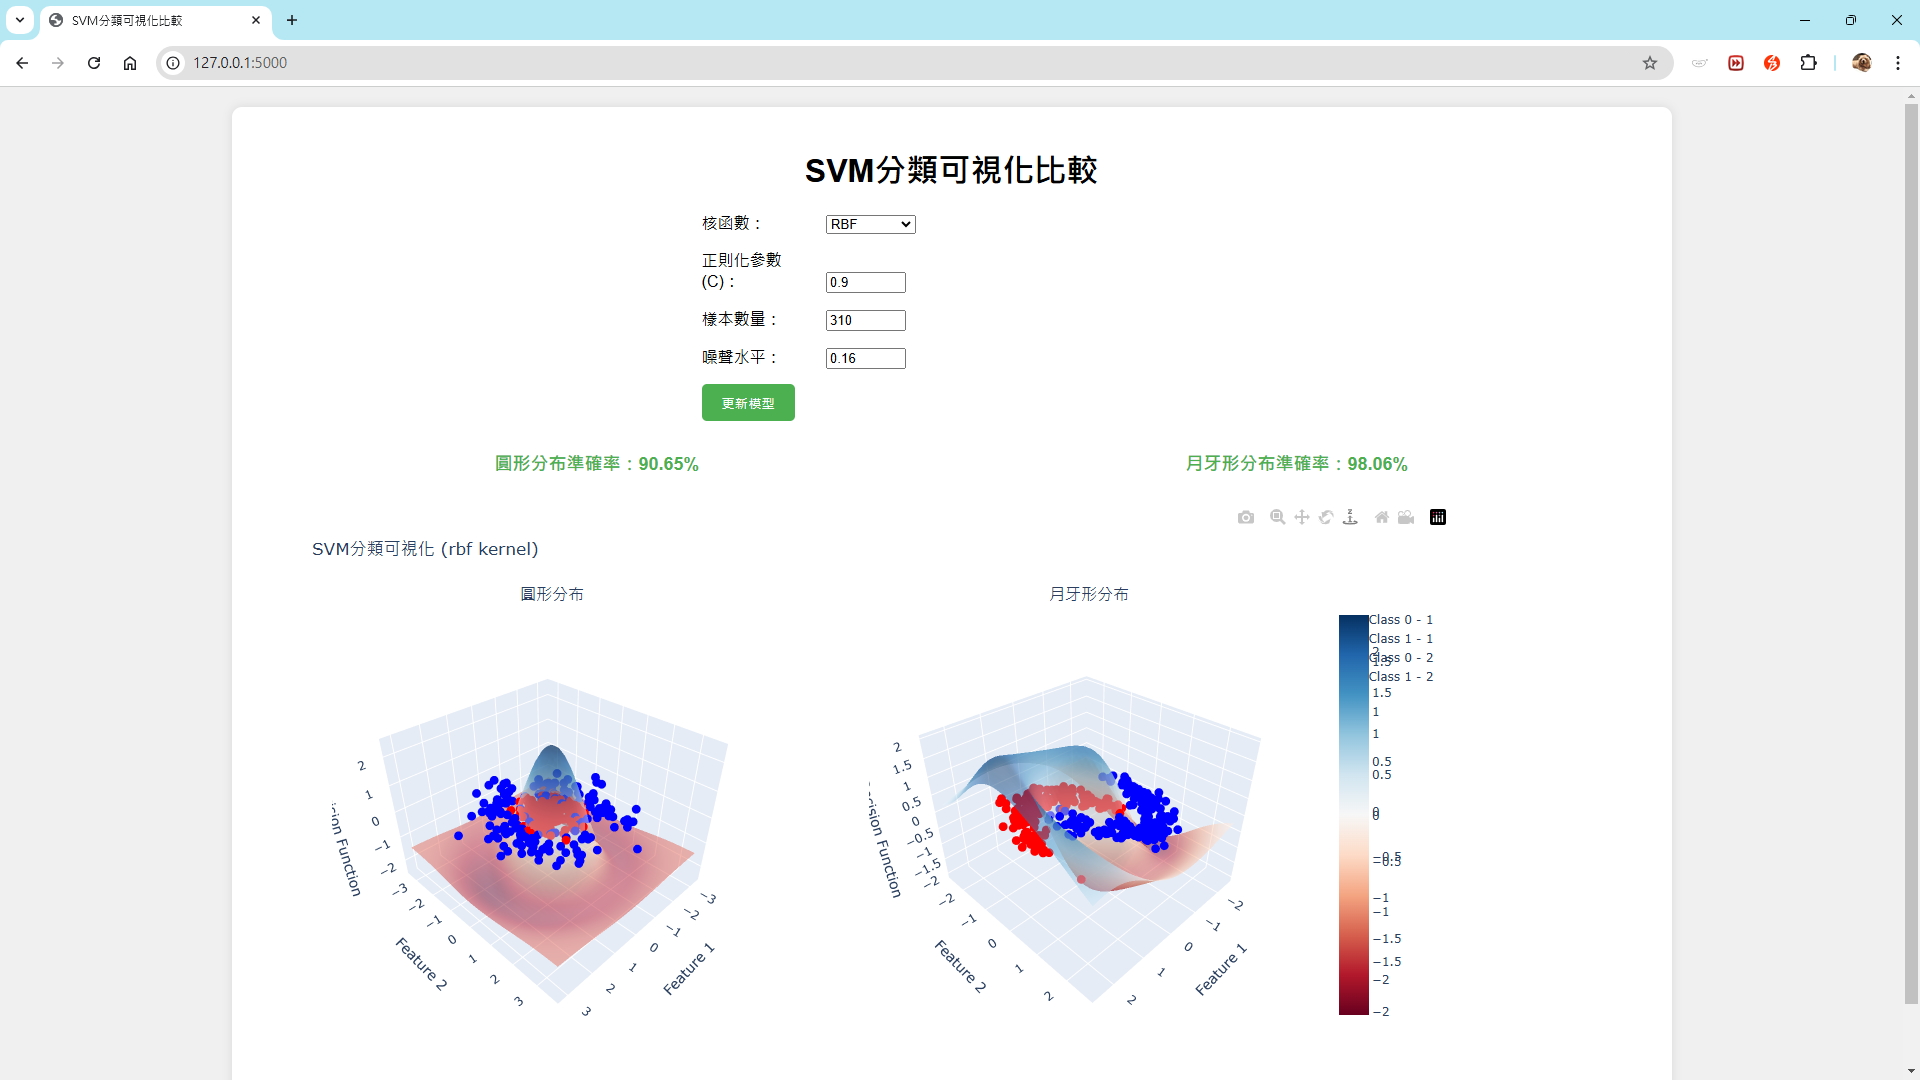 SVM分類可視化比較
127.0.0.1:5000
SVM分類可視化比較
核函數： RBF
正則化參數
(C)： 0.9
樣本數量： 310
噪聲水平： 0.16
更新模型
圓形分布準確率：90.65%
月牙形分布準確率：98.06%
SVM分類可視化 (rbf kernel)
圓形分布
月牙形分布
Class 0 - 1
Class 1 - 1
Class 0 - 2
Class 1 - 2
2
1.5
1.5
1
1
0.5
0.5
0
0
−0.5
−0.5
−1
−1
−1.5
−1.5
−2
−2
2
1
0
−1
−2
Function
−3
−2
−1
0
1
2
3
Feature 2
−3
−2
−1
0
1
2
3
Feature 1
2
1.5
1
0.5
0
−0.5
−1
−1.5
−2
Function
−2
−1
0
1
2
Feature 2
−2
−1
0
1
2
Feature 1